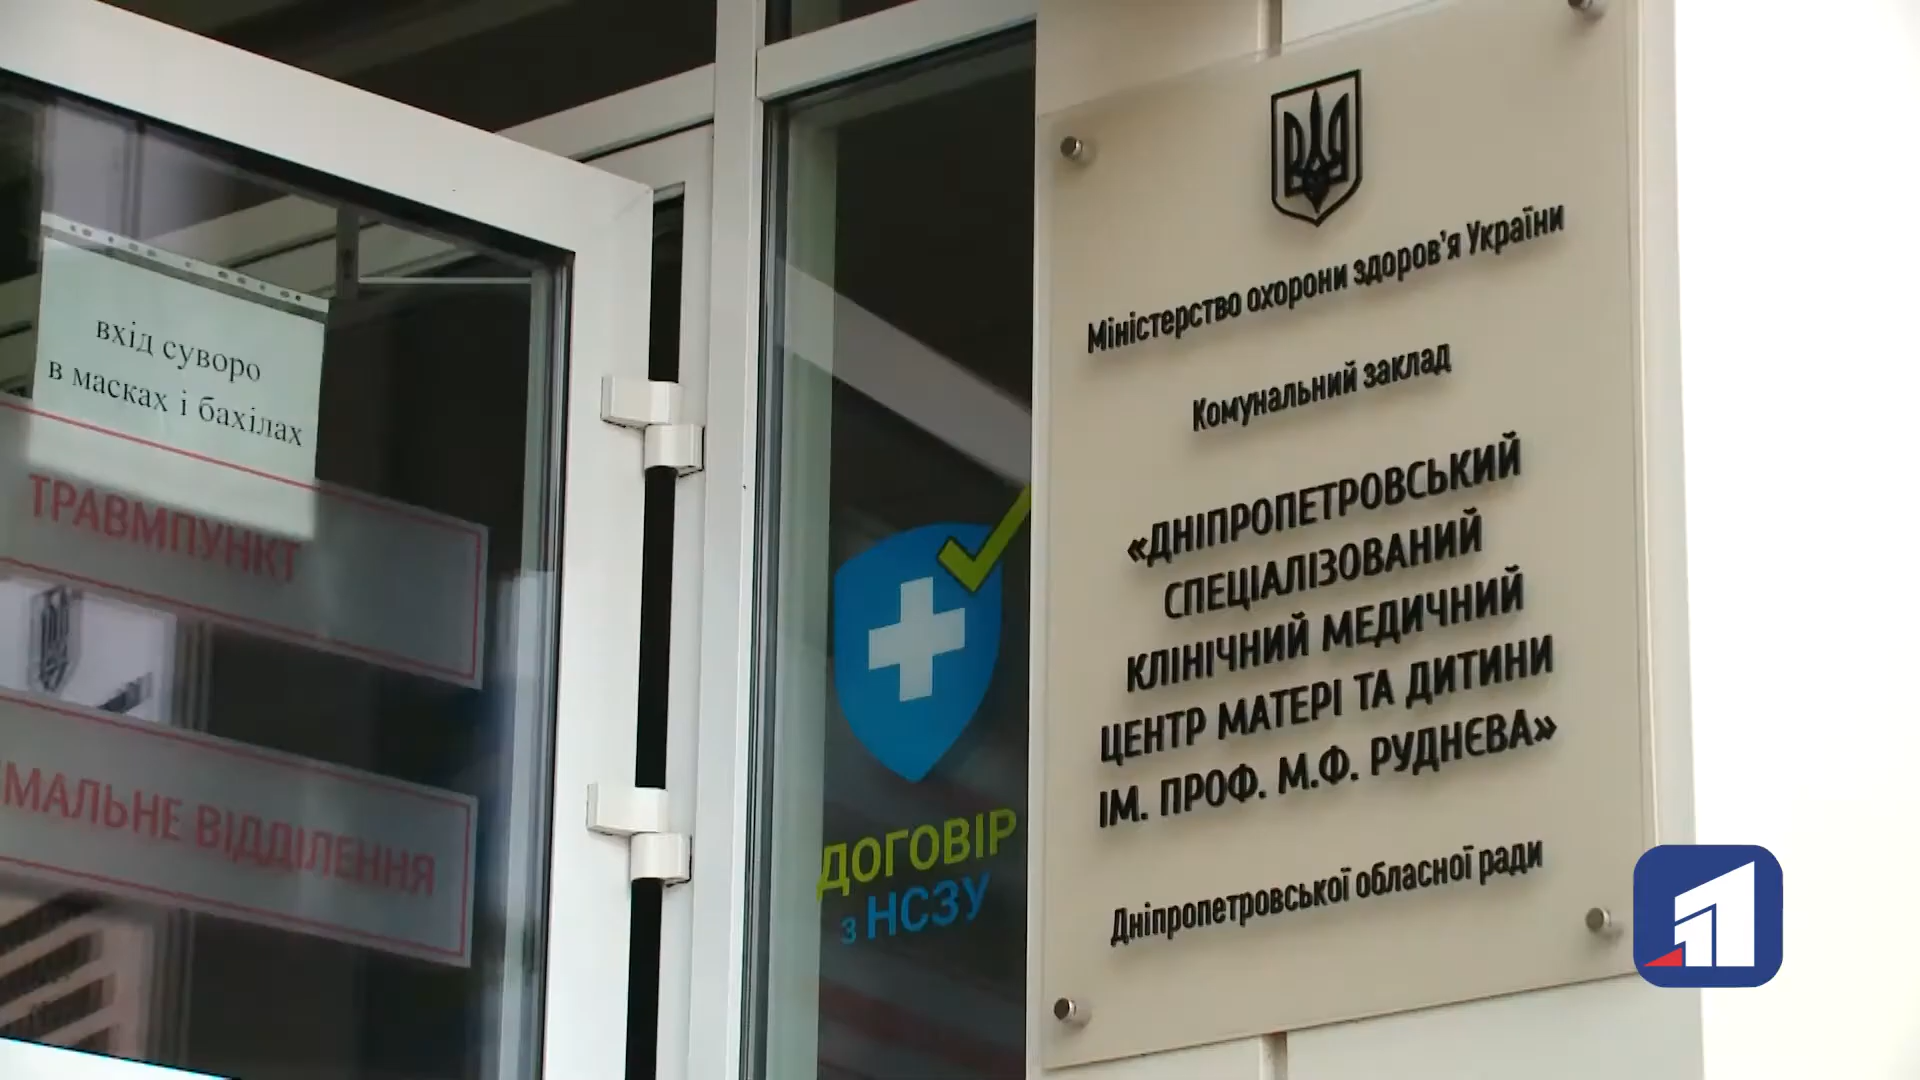 вхід суворо
в масках і бахілах
ТРАВМПУНКТ
ВІДДІЛЕННЯ
ДОГОВІР
з НСЗУ
Міністерство охорони здоров'я України
Комунальний заклад
«ДНІПРОПЕТРОВСЬКИЙ
СПЕЦІАЛІЗОВАНИЙ
КЛІНІЧНИЙ МЕДИЧНИЙ
ЦЕНТР МАТЕРІ ТА ДИТИНИ
ІМ. ПРОФ. М.Ф. РУДНЄВА»
Дніпропетровської обласної ради
11